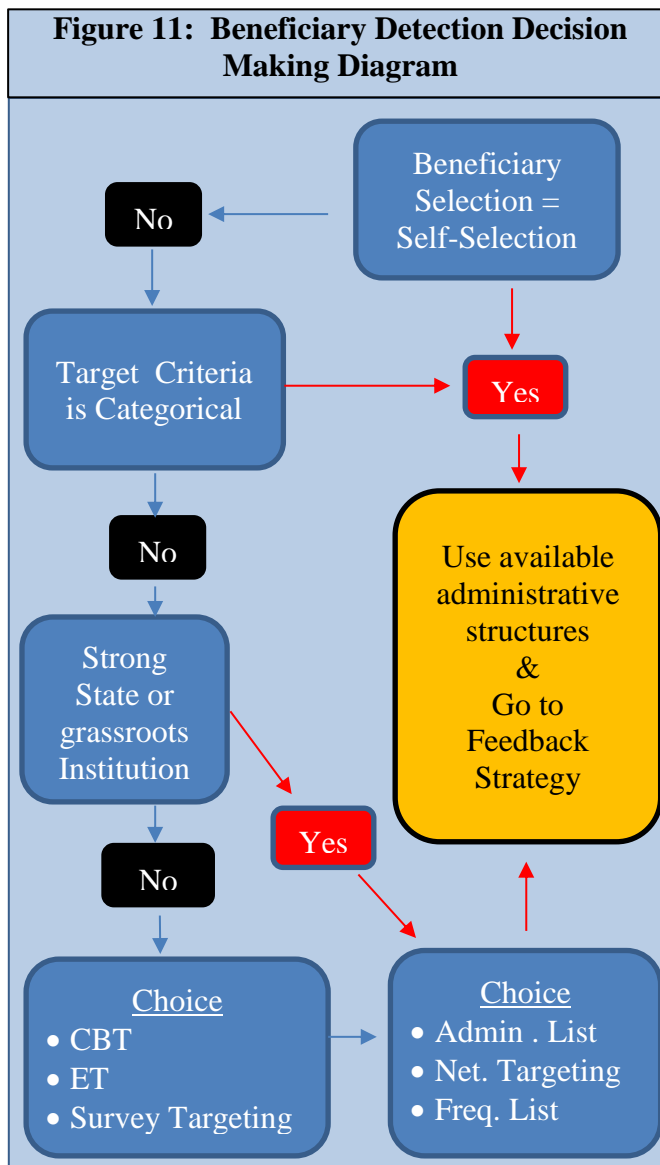 Figure 11: Beneficiary Detection Decision
Making Diagram
Beneficiary
Selection =
Self-Selection
No
Target Criteria
is Categorical
Yes
No
Use available
administrative
structures
&
Go to
Feedback
Strategy
Strong
State or
grassroots
Institution
Yes
No
Choice
• CBT
• ET
• Survey Targeting
Choice
• Admin . List
• Net. Targeting
• Freq. List